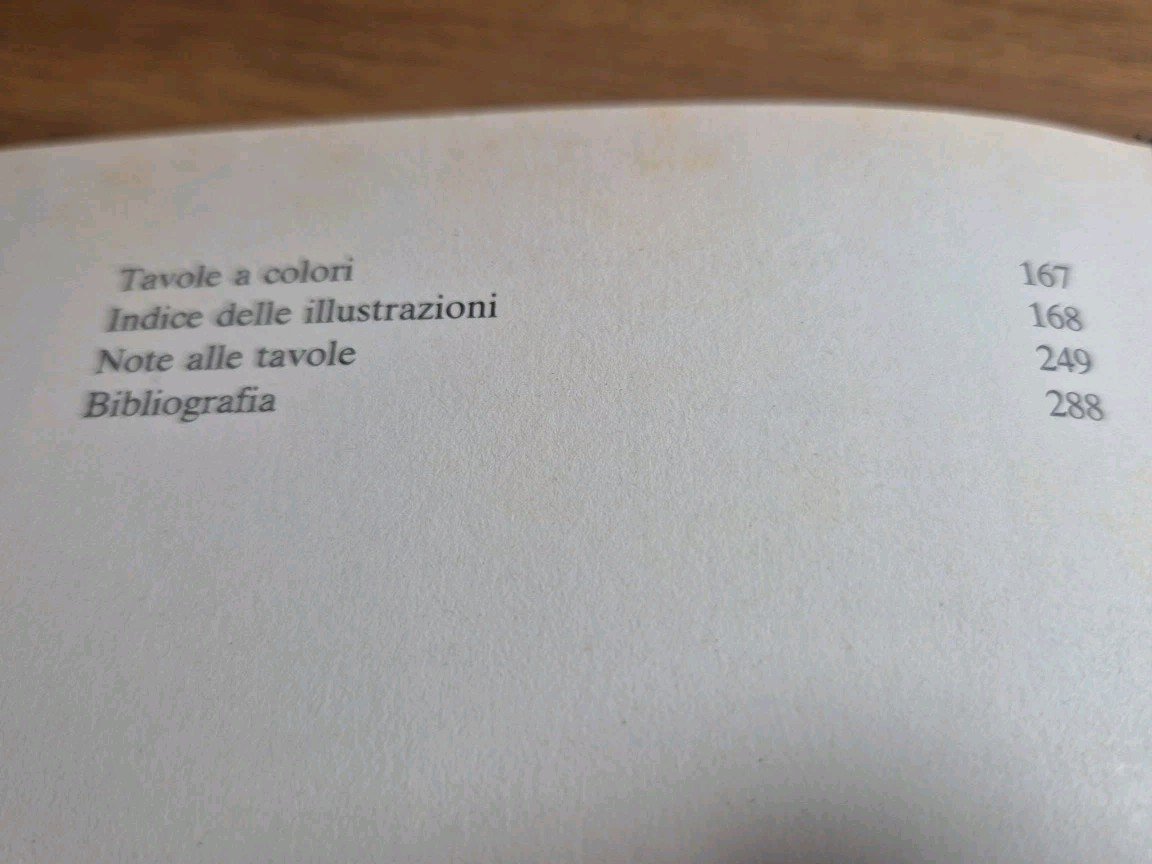 Tavole a colori 167
Indice delle illustrazioni 168
Note alle tavole 249
Bibliografia 288